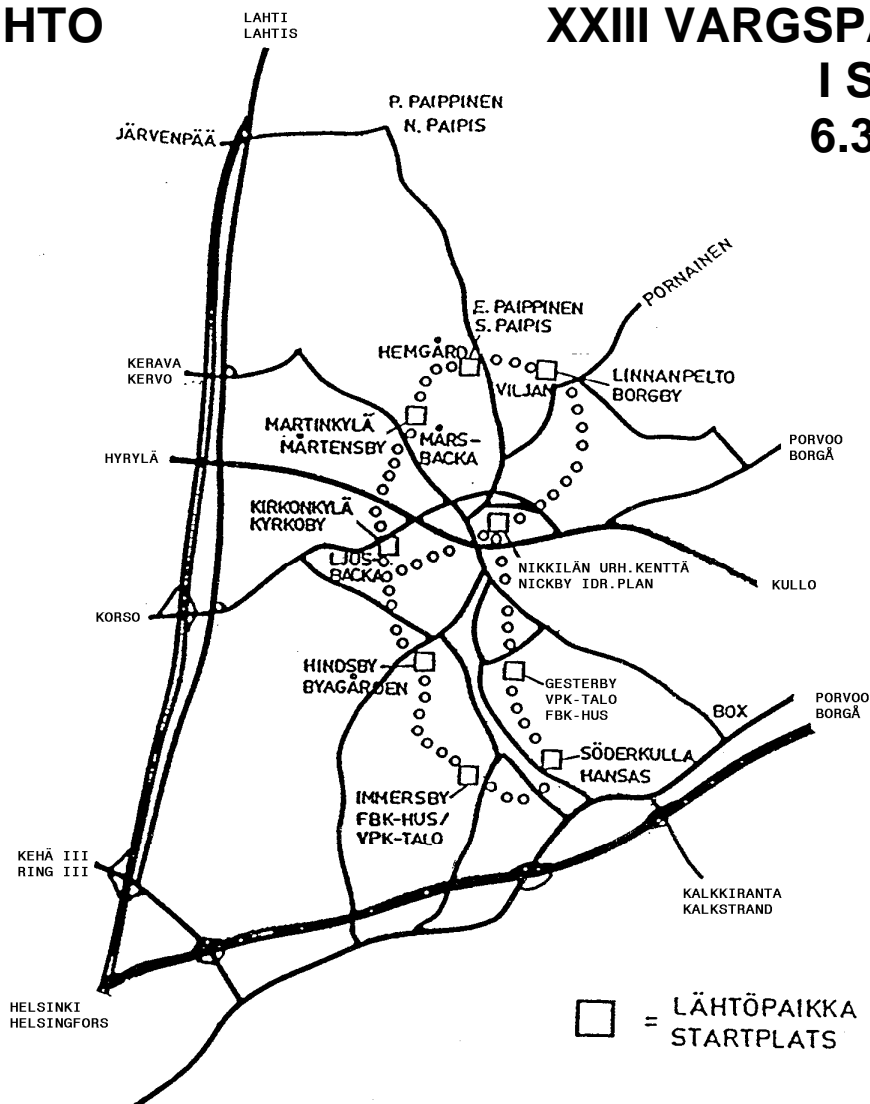 HTO
XXIII VARGSPA
I S
6.3
LAHTI
LAHTIS
P. PAIPPINEN
N. PAIPIS
JÄRVENPÄÄ
PORNAINEN
E. PAIPPINEN
S. PAIPIS
HEMGÅRD
KERAVA
KERVO
VILJAN
LINNANPELTO
BORGBY
MARTINKYLÄ
MÅRTENSBY
MÅRS-
BACKA
HYRYLÄ
PORVOO
BORGÅ
KIRKONKYLÄ
KYRKOBY
LJUS-
BACKA
NIKKILÄN URH.KENTTÄ
NICKBY IDR.PLAN
KULLO
KORSO
HINDSBY
BYAGÅRDEN
GESTERBY
VPK-TALO
FBK-HUS
BOX
PORVOO
BORGÅ
SÖDERKULLA
HANSAS
IMMERSBY
FBK-HUS/
VPK-TALO
KEHÄ III
RING III
KALKKIRANTA
KALKSTRAND
HELSINKI
HELSINGFORS
= LÄHTÖPAIKKA
STARTPLATS